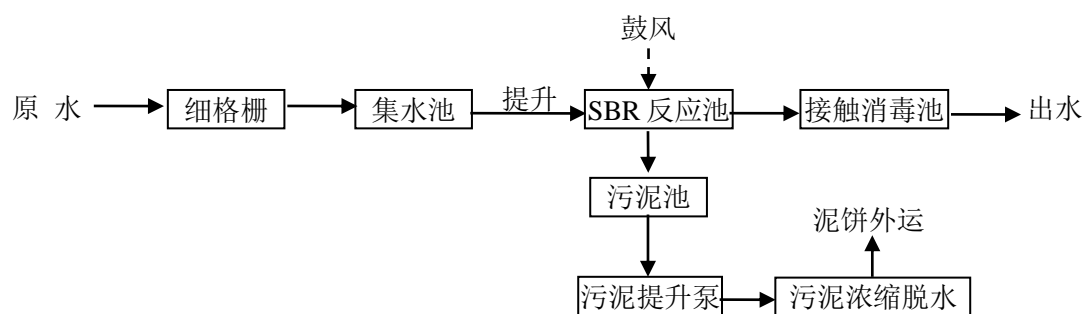 鼓风
原 水
细格栅
集水池
提升
SBR 反应池
接触消毒池
出水
污泥池
泥饼外运
污泥提升泵
污泥浓缩脱水